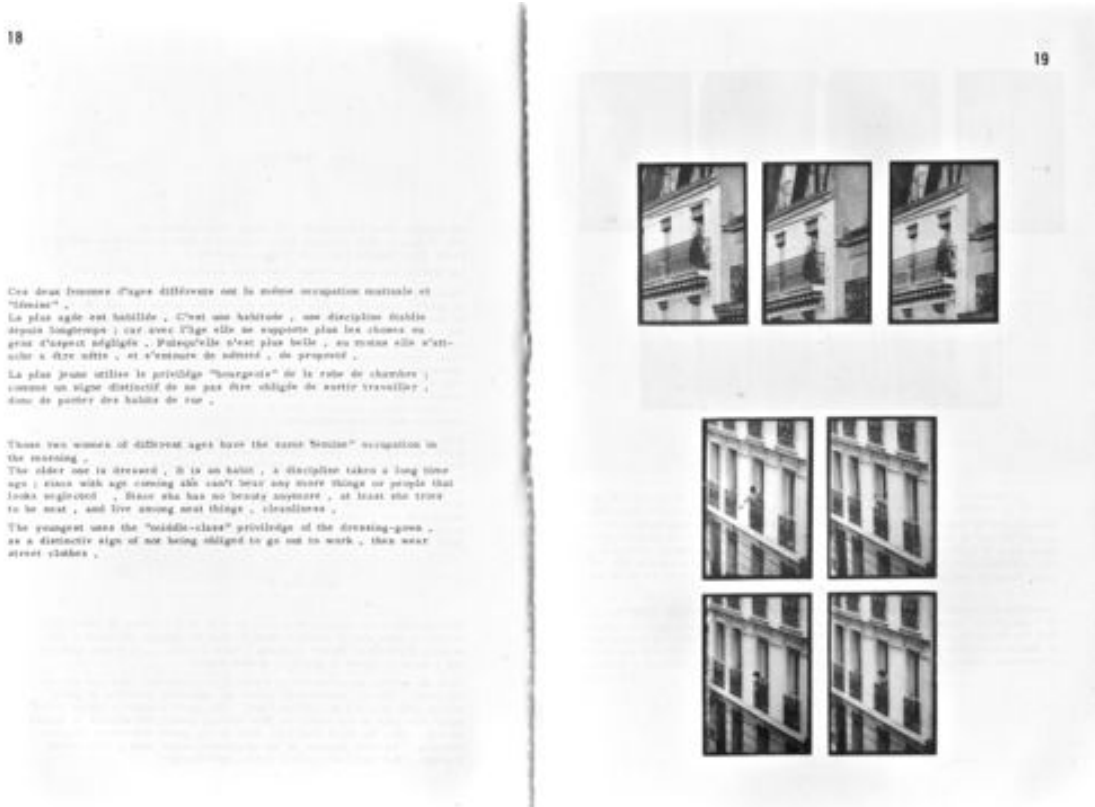 18
Ces deux femmes d'ages différents ont la même occupation matinale et
"fémine" .
La plus agée est habillée . C'est une habitude , une discipline établie
depuis longtemps ; car avec l'âge elle ne supporte plus les choses ou
gens d'aspect négligés . Puisqu'elle n'est plus belle , au moins elle s'att-
ache a être nette , et s'entoure de netteté , de propreté .
La plus jeune utilise le privilège "bourgeois" de la robe de chambre ;
comme un signe distinctif de ne pas être obligée de sortir travailler ,
donc de porter des habits de rue .
Those two women of different ages have the same "femine" occupation in
the morning .
The older one is dressed , it is an habit , a discipline taken a long time
ago ; since with age coming she can't bear any more things or people that
looks neglected , Since she has no beauty anymore , at least she trys
to be neat , and live among neat things , cleanliness .
The youngest uses the "middle-class" priviledge of the dressing-gown ,
as a distinctive sign of not being obliged to go out to work , then wear
street clothes .
19